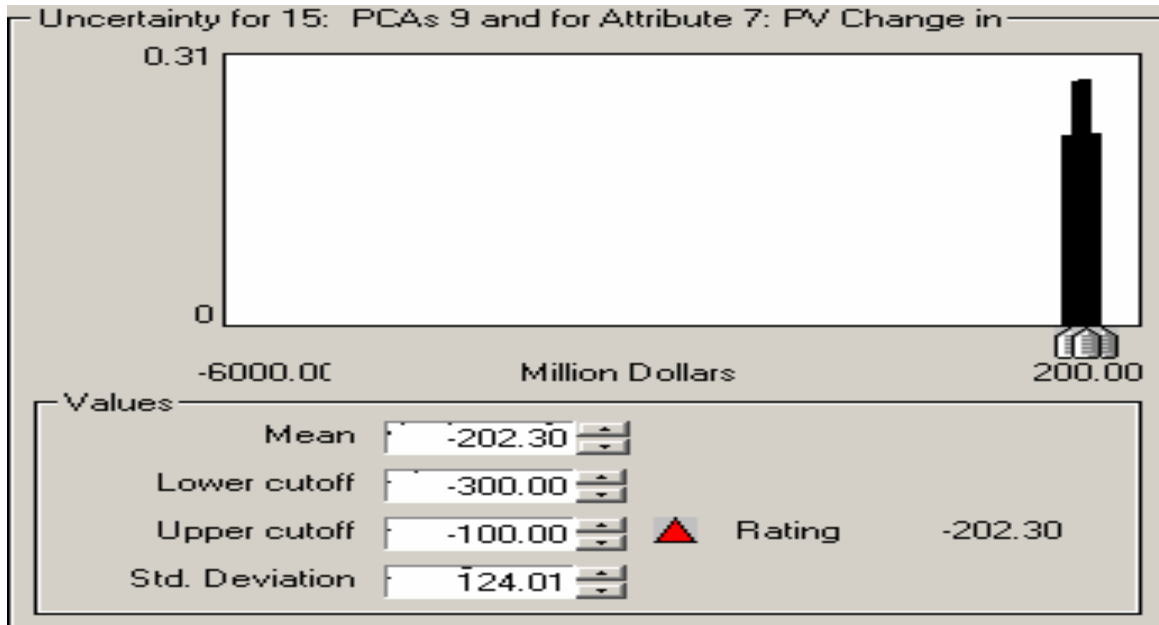 Uncertainty for 15: PCAs 9 and for Attribute 7: PV Change in
0.31
0
-6000.00 Million Dollars 200.00
Values
Mean -202.30
Lower cutoff -300.00
Upper cutoff -100.00 Rating -202.30
Std. Deviation 124.01